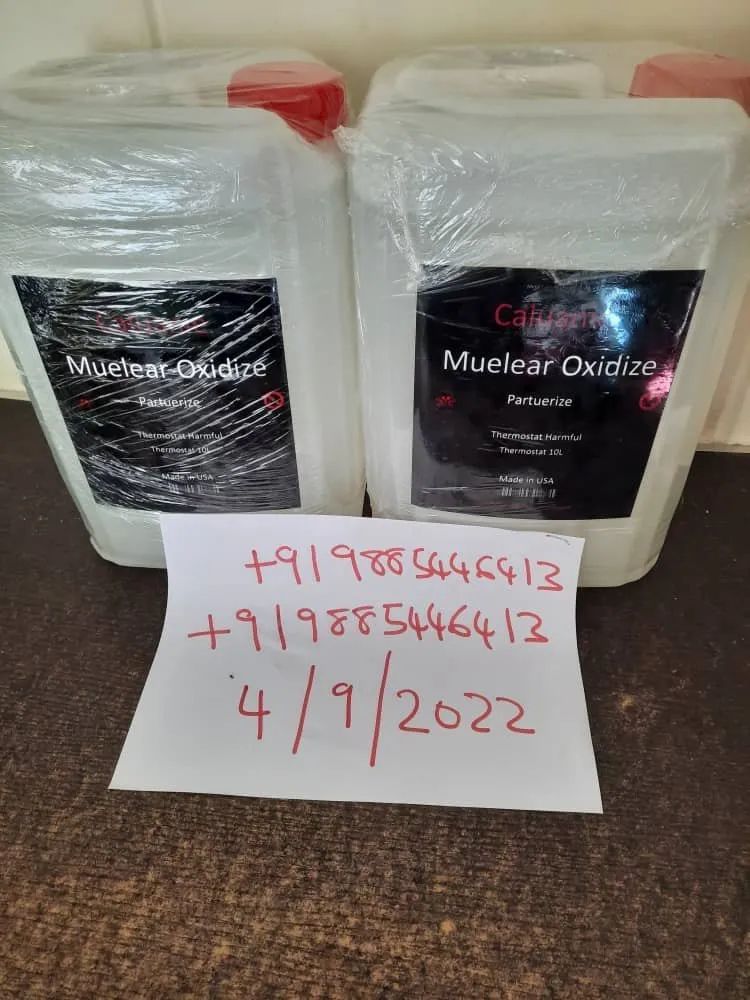 Muelear Oxidize
Partuerize
Thermostat Harmful
Thermostat 10L
Made in USA
Caluanie
Muelear Oxidize
Partuerize
Thermostat Harmful
Thermostat 10L
Made in USA
+919885446413
+919885446413
4/9/2022